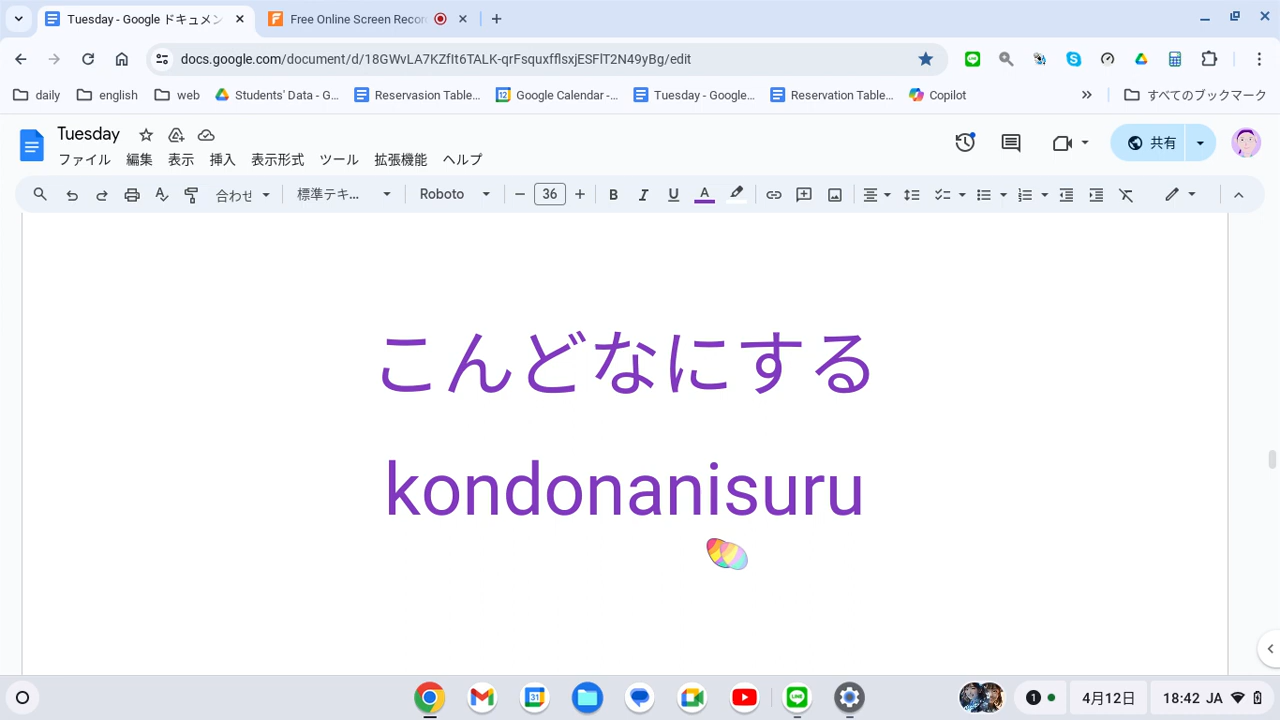 Tuesday - Google ドキュメン
Free Online Screen Recor
docs.google.com/document/d/18GWvLA7KZfIt6TALK-qrFsquxfflsxjESFlT2N49yBg/edit
daily
english
web
Students' Data - G...
Reservasion Table...
Google Calendar -...
Tuesday - Google...
Reservation Table...
Copilot
すべてのブックマーク
Tuesday
共有
ファイル 編集 表示 挿入 表示形式 ツール 拡張機能 ヘルプ
合わせ
標準テキ...
Roboto
36
B I U A
こんどなにする
kondonanisuru
31
1
4月12日
18:42 JA